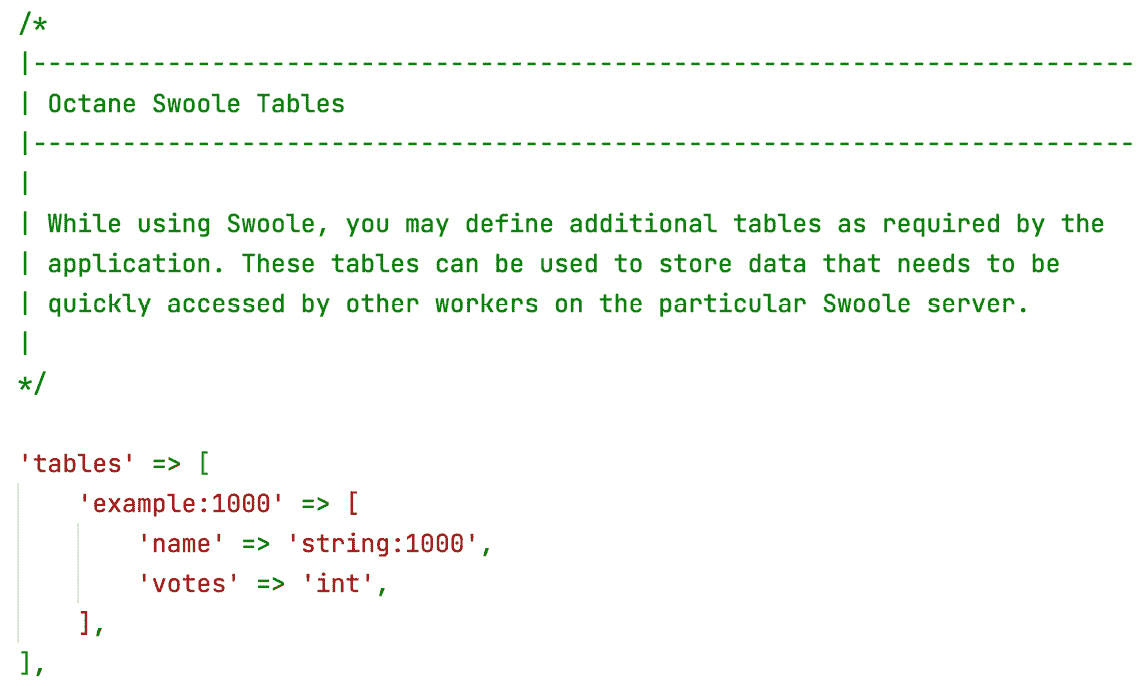 /*
|--------------------------------------------------------------------------
| Octane Swoole Tables
|--------------------------------------------------------------------------
|
| While using Swoole, you may define additional tables as required by the
| application. These tables can be used to store data that needs to be
| quickly accessed by other workers on the particular Swoole server.
|
*/

'tables' => [
    'example:1000' => [
        'name' => 'string:1000',
        'votes' => 'int',
    ],
],